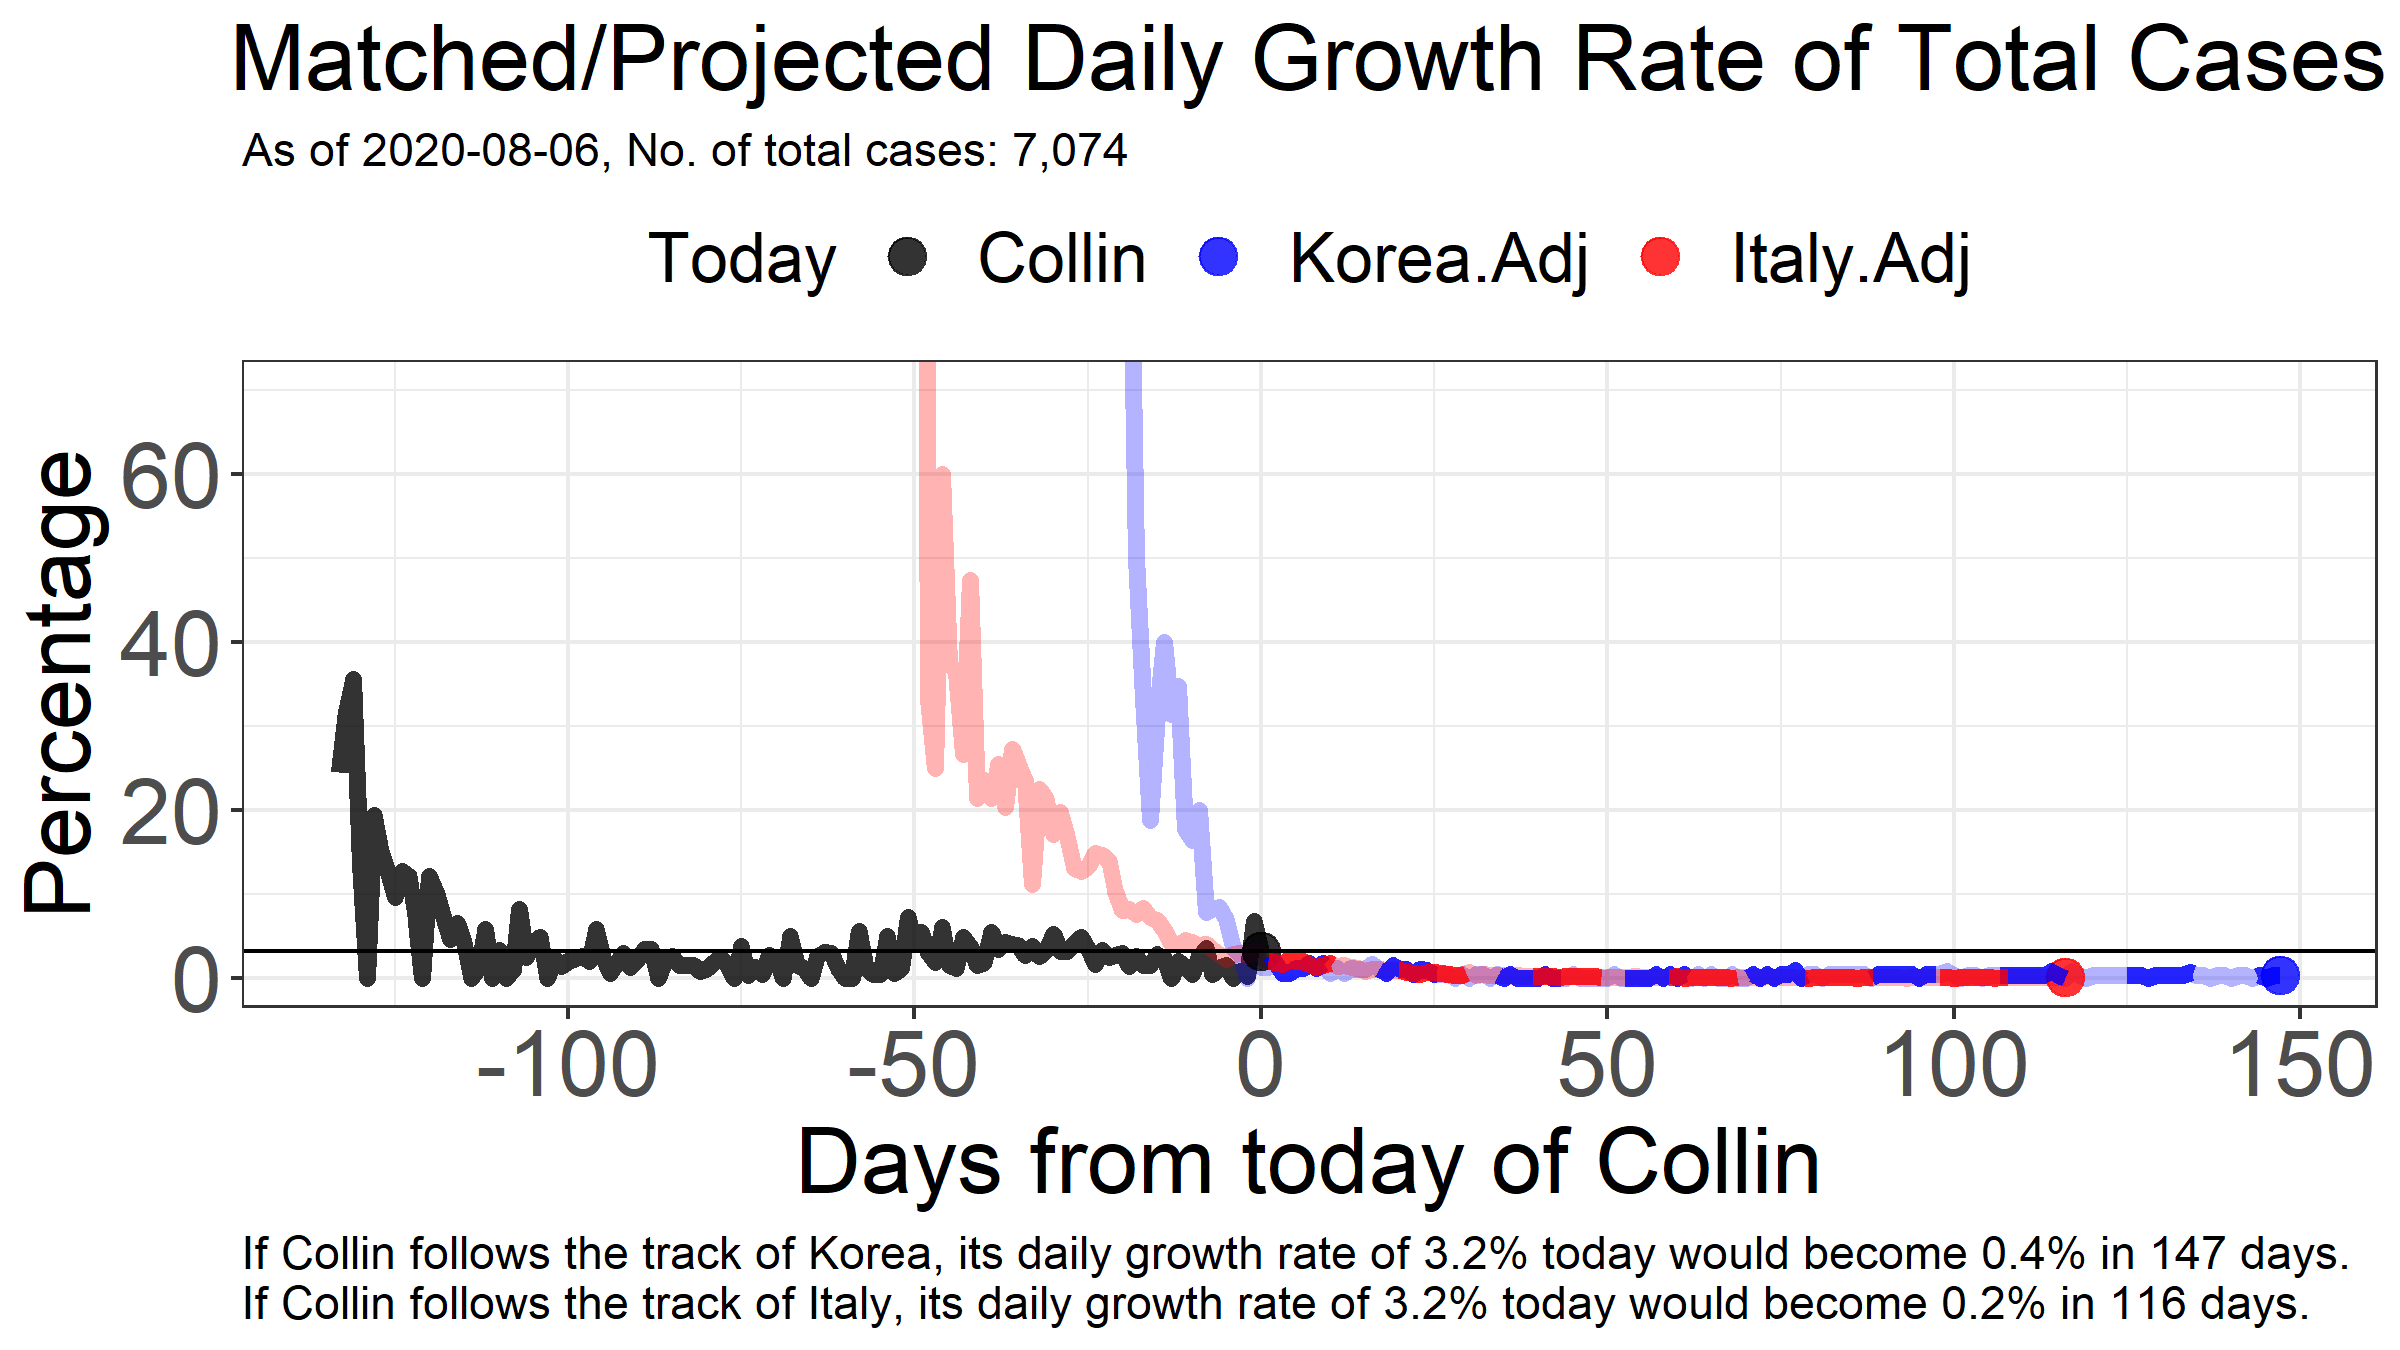 Matched/Projected Daily Growth Rate of Total Cases
As of 2020-08-06, No. of total cases: 7,074
Today Collin Korea.Adj Italy.Adj
Percentage
60
40
20
0
-100 -50 0 50 100 150
Days from today of Collin
If Collin follows the track of Korea, its daily growth rate of 3.2% today would become 0.4% in 147 days.
If Collin follows the track of Italy, its daily growth rate of 3.2% today would become 0.2% in 116 days.